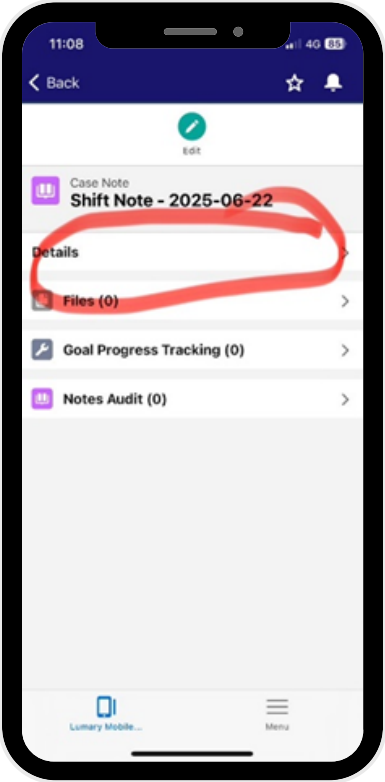 11:08
4G 85
Back
Edit
Case Note
Shift Note - 2025-06-22
Details
Files (0)
Goal Progress Tracking (0)
Notes Audit (0)
Lumary Mobile...
Menu